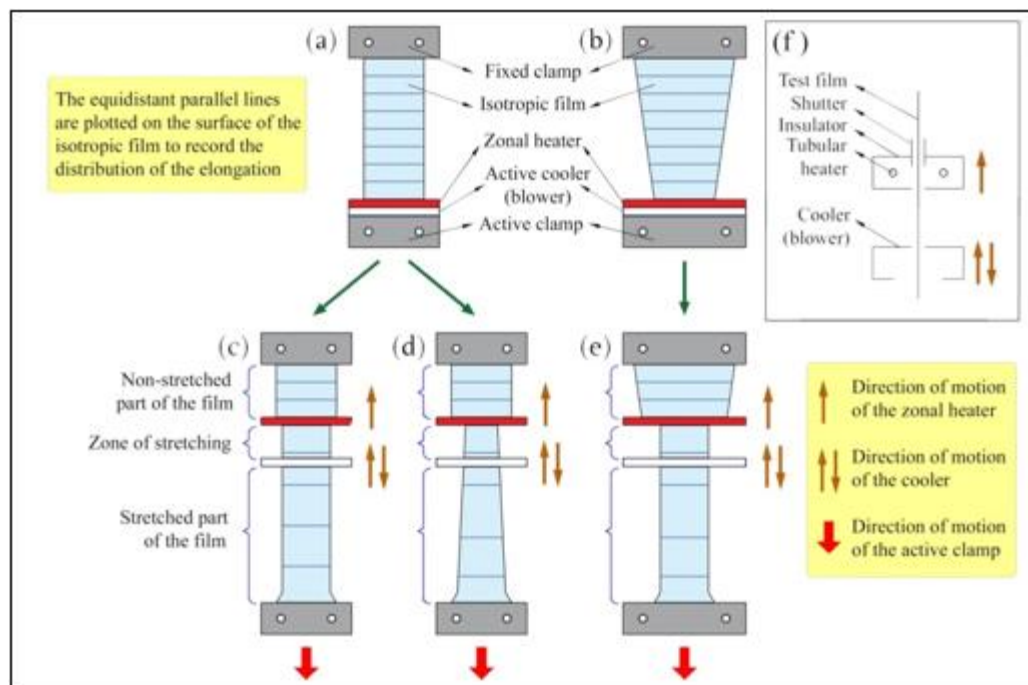 (a)
(b)
(f)
The equidistant parallel lines
are plotted on the surface of the
isotropic film to record the
distribution of the elongation
Fixed clamp
Isotropic film
Zonal heater
Active cooler
(blower)
Active clamp
Test film
Shutter
Insulator
Tubular
heater
Cooler
(blower)
(c)
(d)
(e)
Non-stretched
part of the film
Zone of stretching
Stretched part
of the film
Direction of motion
of the zonal heater
Direction of motion
of the cooler
Direction of motion
of the active clamp